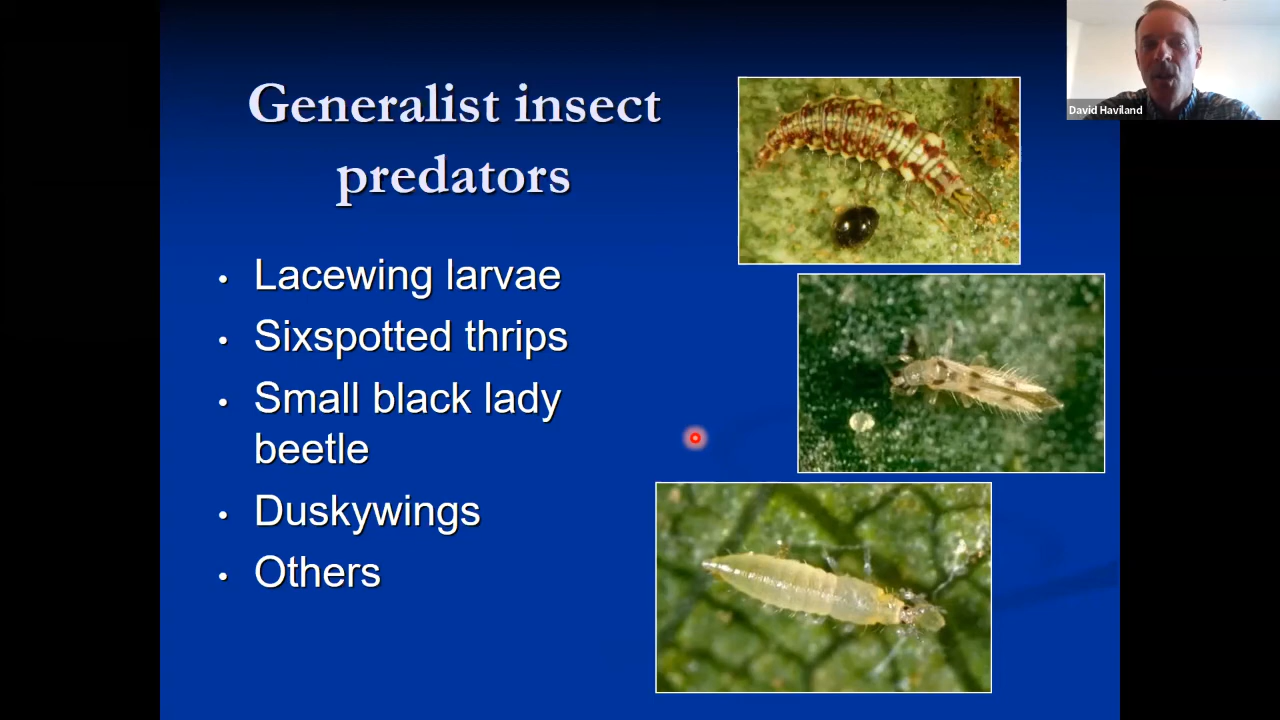 Generalist insect
predators
• Lacewing larvae
• Sixspotted thrips
• Small black lady
beetle
• Duskywings
• Others
David Haviland